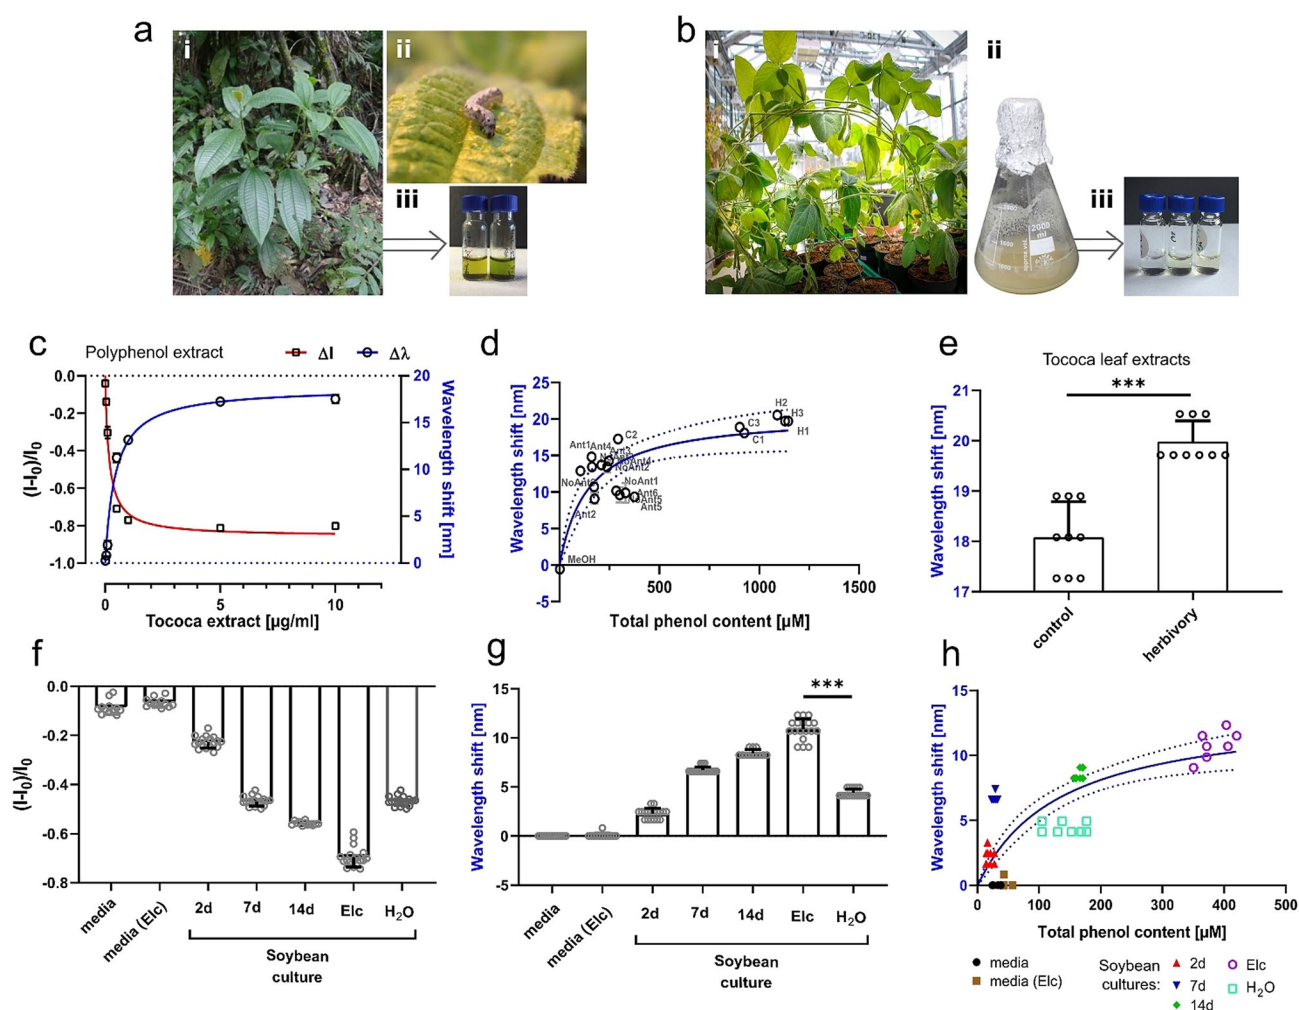 a
i
ii
iii
b
i
ii
2000
ml
iii
c
Polyphenol extract
ΔI
Δλ
0.0
-0.2
-0.4
-0.6
-0.8
-1.0
(I-I0)/I0
20
15
10
5
0
Wavelength shift [nm]
0
5
10
Tococa extract [µg/ml]
d
25
20
15
10
5
0
-5
Wavelength shift [nm]
H2
H3
H1
C3
C1
C2
Ant1
Ant4
NoAnt2
NoAnt1
Ant6
Ant5
Ant2
MeOH
500
1000
1500
Total phenol content [µM]
e
Tococa leaf extracts
***
21
20
19
18
17
Wavelength shift [nm]
control
herbivory
f
0.0
-0.2
-0.4
-0.6
-0.8
(I-I0)/I0
media
media (Elc)
2d
7d
14d
Elc
H2O
Soybean
culture
g
***
15
10
5
0
-5
Wavelength shift [nm]
media
media (Elc)
2d
7d
14d
Elc
H2O
Soybean
culture
h
15
10
5
0
Wavelength shift [nm]
0
100
200
300
400
500
Total phenol content [µM]
media
media (Elc)
Soybean
cultures:
2d
7d
14d
Elc
H2O